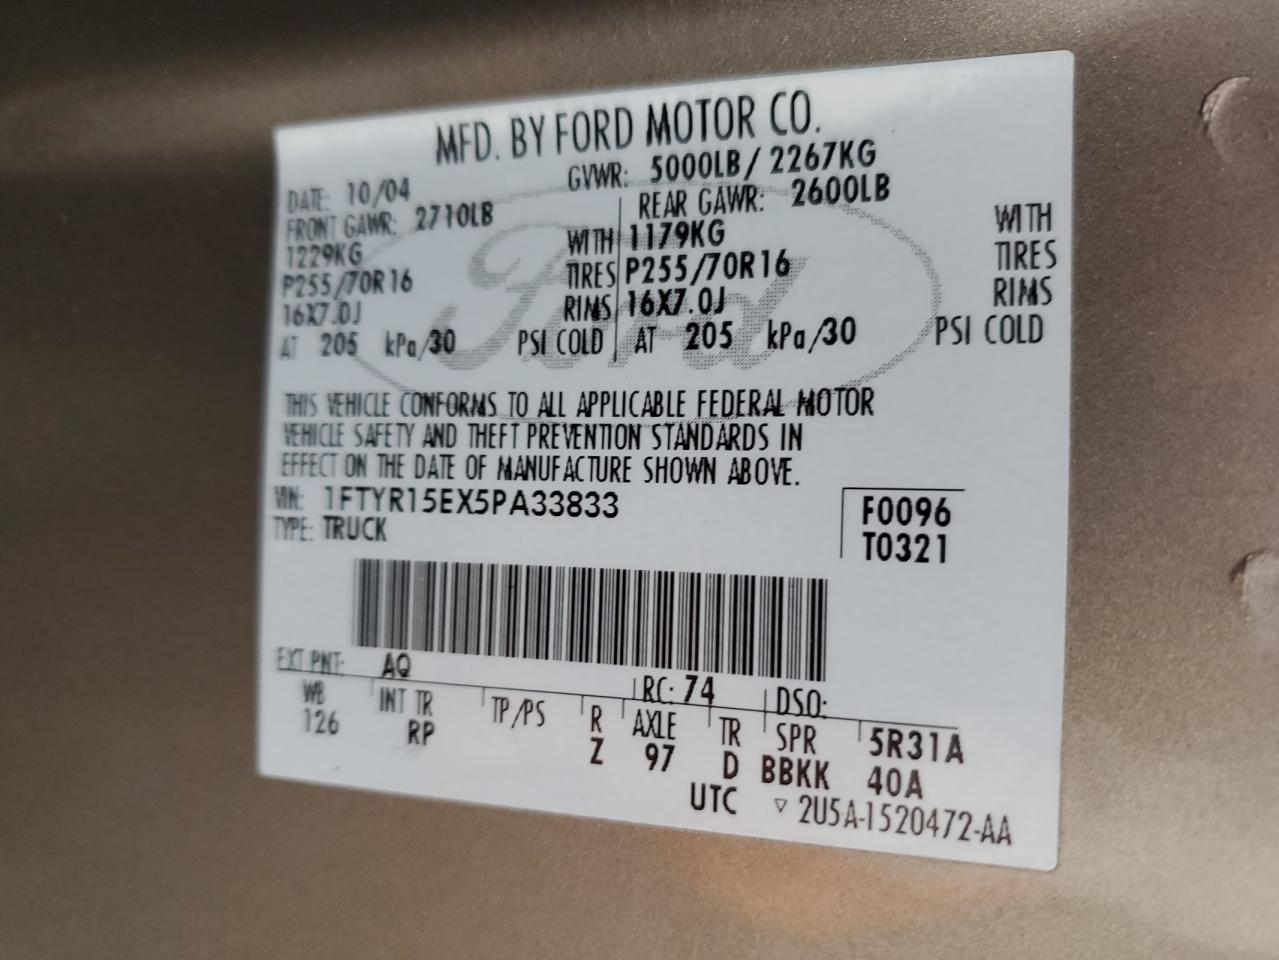 MFD. BY FORD MOTOR CO.
DATE: 10/04 GVWR: 5000LB / 2267KG
FRONT GAWR: 2710LB REAR GAWR: 2600LB
1229KG WITH 1179KG WITH
P255/70R16 TIRES P255/70R16 TIRES
16X7.0J RIMS 16X7.0J RIMS
AT 205 kPa/30 PSI COLD AT 205 kPa/30 PSI COLD
Ford
THIS VEHICLE CONFORMS TO ALL APPLICABLE FEDERAL MOTOR
VEHICLE SAFETY AND THEFT PREVENTION STANDARDS IN
EFFECT ON THE DATE OF MANUFACTURE SHOWN ABOVE.
VIN: 1FTYR15EX5PA33833
TYPE: TRUCK
F0096
T0321
EXT PNT: AQ RC: 74 DSO:
WB INT TR TP/PS R AXLE TR SPR 5R31A
126 RP Z 97 D BBKK 40A
UTC ▽ 2U5A-1520472-AA